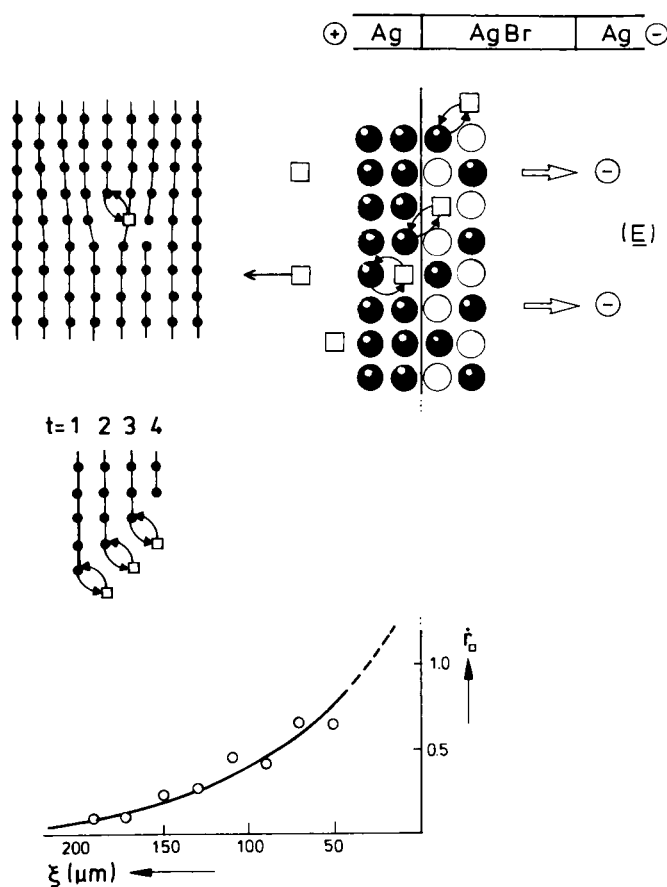 ⊕ Ag AgBr Ag ⊖
⊖
(E)
⊖
t=1 2 3 4
ṙ□
1.0
0.5
200 150 100 50
ξ (μm)